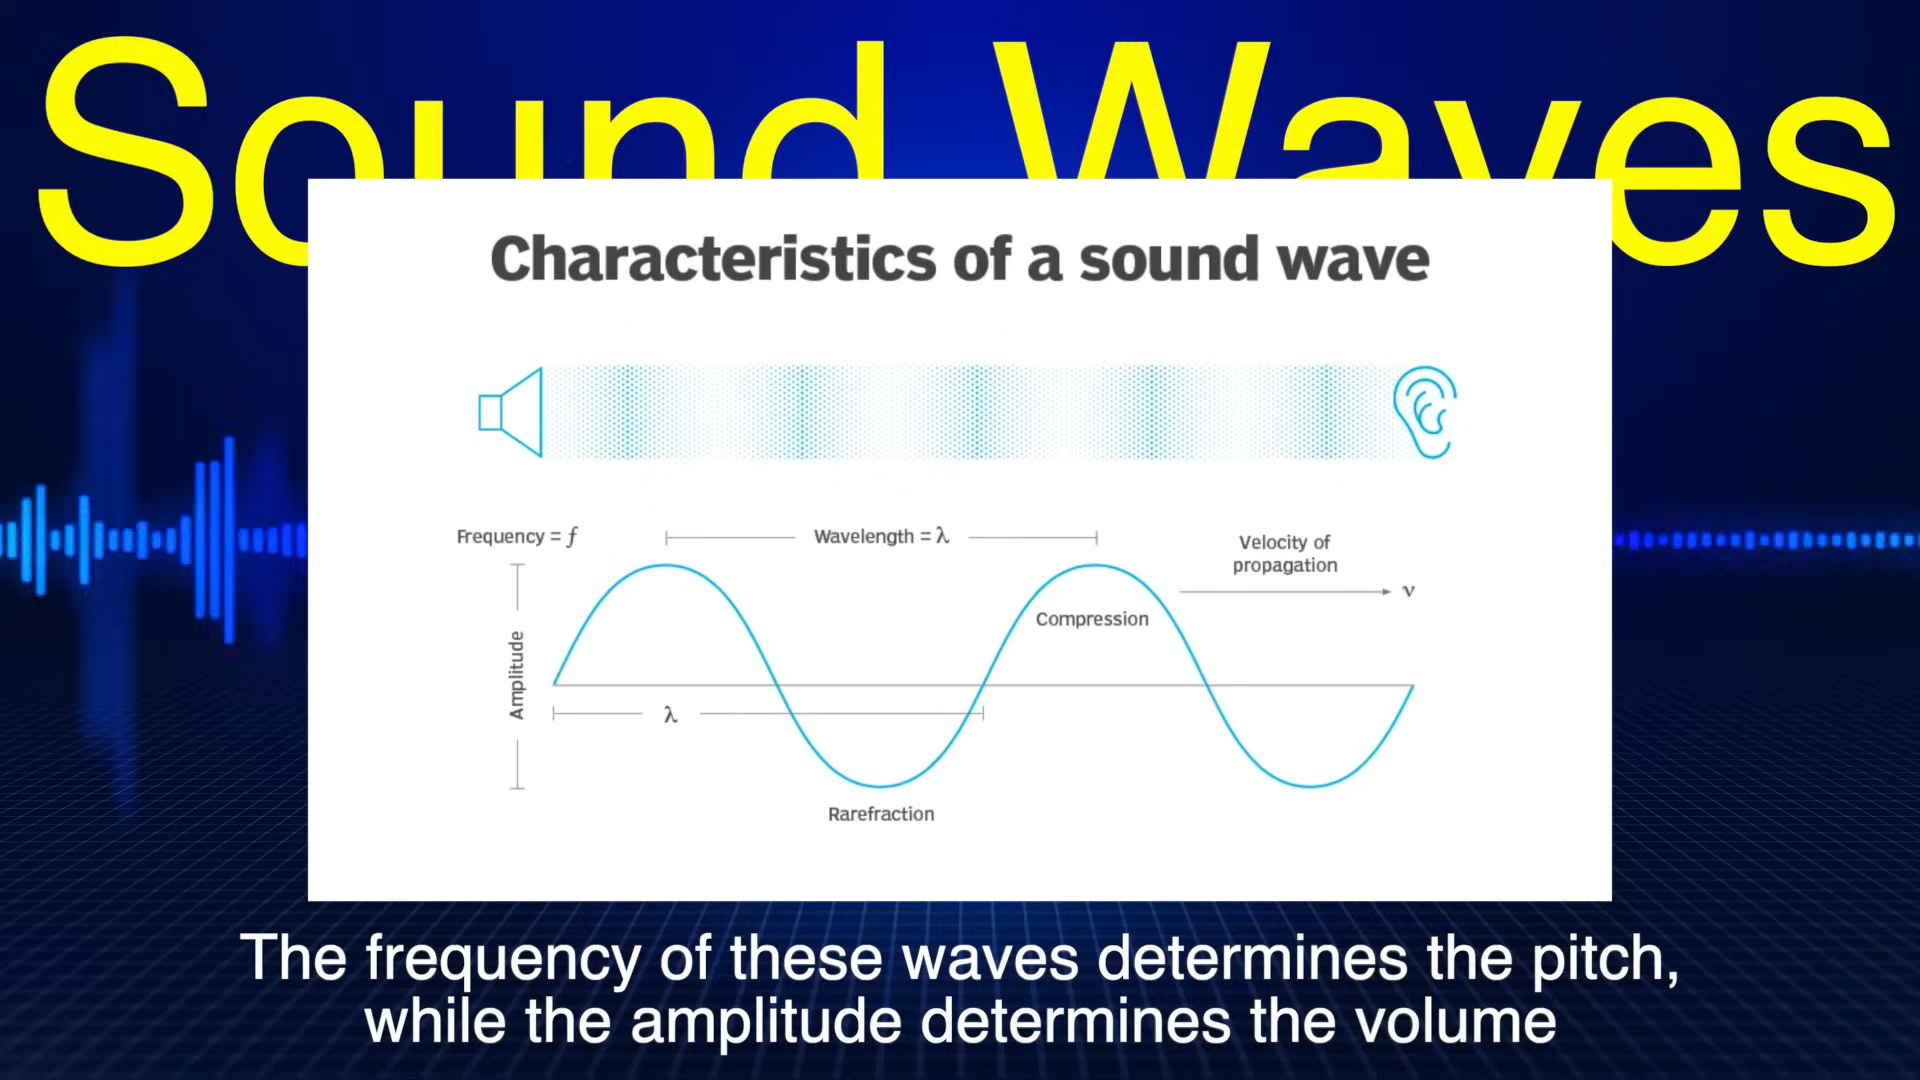 Sound Waves
Characteristics of a sound wave
Frequency = f
Wavelength = λ
Velocity of
propagation
ν
Compression
Amplitude
λ
Rarefraction
The frequency of these waves determines the pitch,
while the amplitude determines the volume